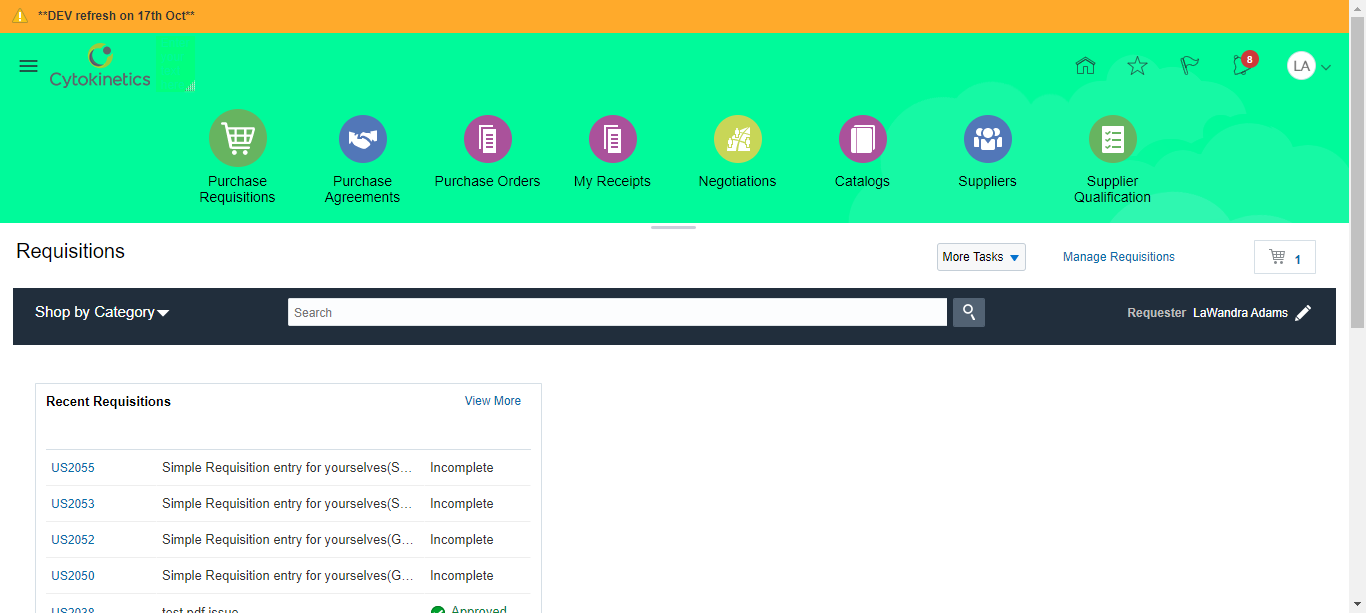 **DEV refresh on 17th Oct**
Cytokinetics
8
LA
Purchase Requisitions
Purchase Agreements
Purchase Orders
My Receipts
Negotiations
Catalogs
Suppliers
Supplier Qualification
Requisitions
More Tasks
Manage Requisitions
1
Shop by Category
Search
Requester LaWandra Adams
Recent Requisitions
View More
US2055 Simple Requisition entry for yourselves(S... Incomplete
US2053 Simple Requisition entry for yourselves(S... Incomplete
US2052 Simple Requisition entry for yourselves(G... Incomplete
US2050 Simple Requisition entry for yourselves(G... Incomplete
US2038 test pdf issue Approved